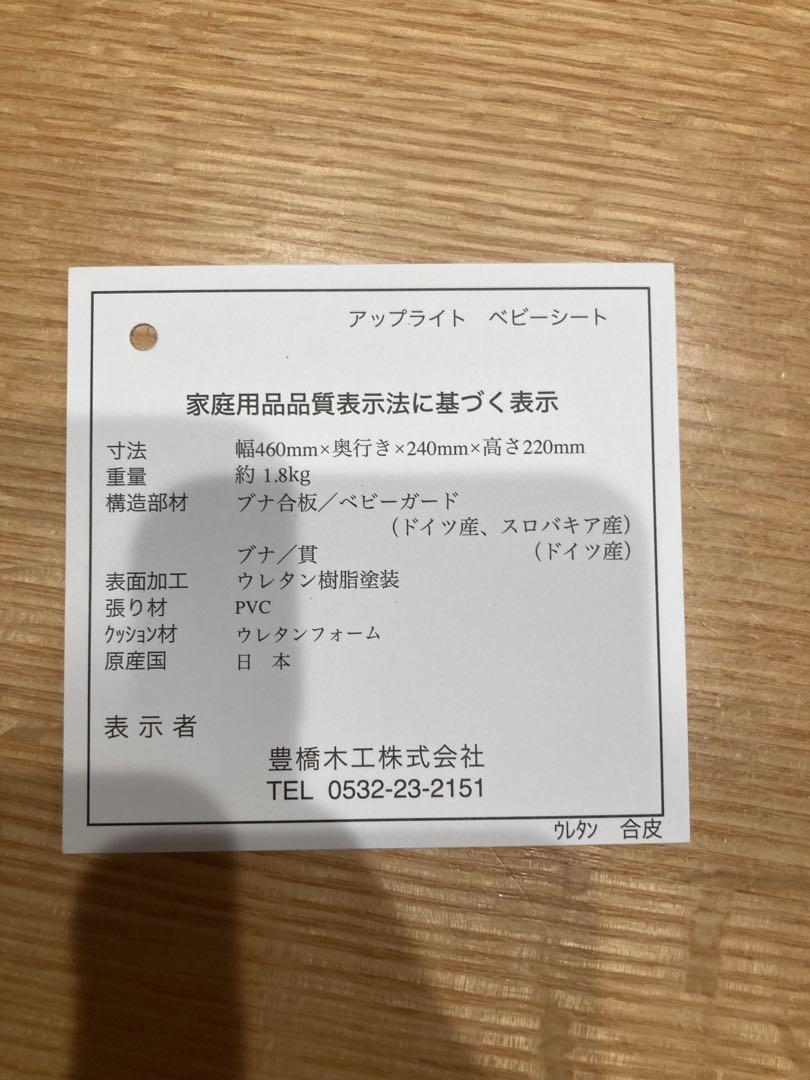 アップライト　ベビーシート
家庭用品品質表示法に基づく表示
寸法 幅460mm×奥行き×240mm×高さ220mm
重量 約 1.8kg
構造部材 ブナ合板／ベビーガード
(ドイツ産、スロバキア産)
ブナ／貫 (ドイツ産)
表面加工 ウレタン樹脂塗装
張り材 PVC
ｸｯｼｮﾝ材 ウレタンフォーム
原産国 日　本
表 示 者
豊橋木工株式会社
TEL 0532-23-2151
ｳﾚﾀﾝ　合皮